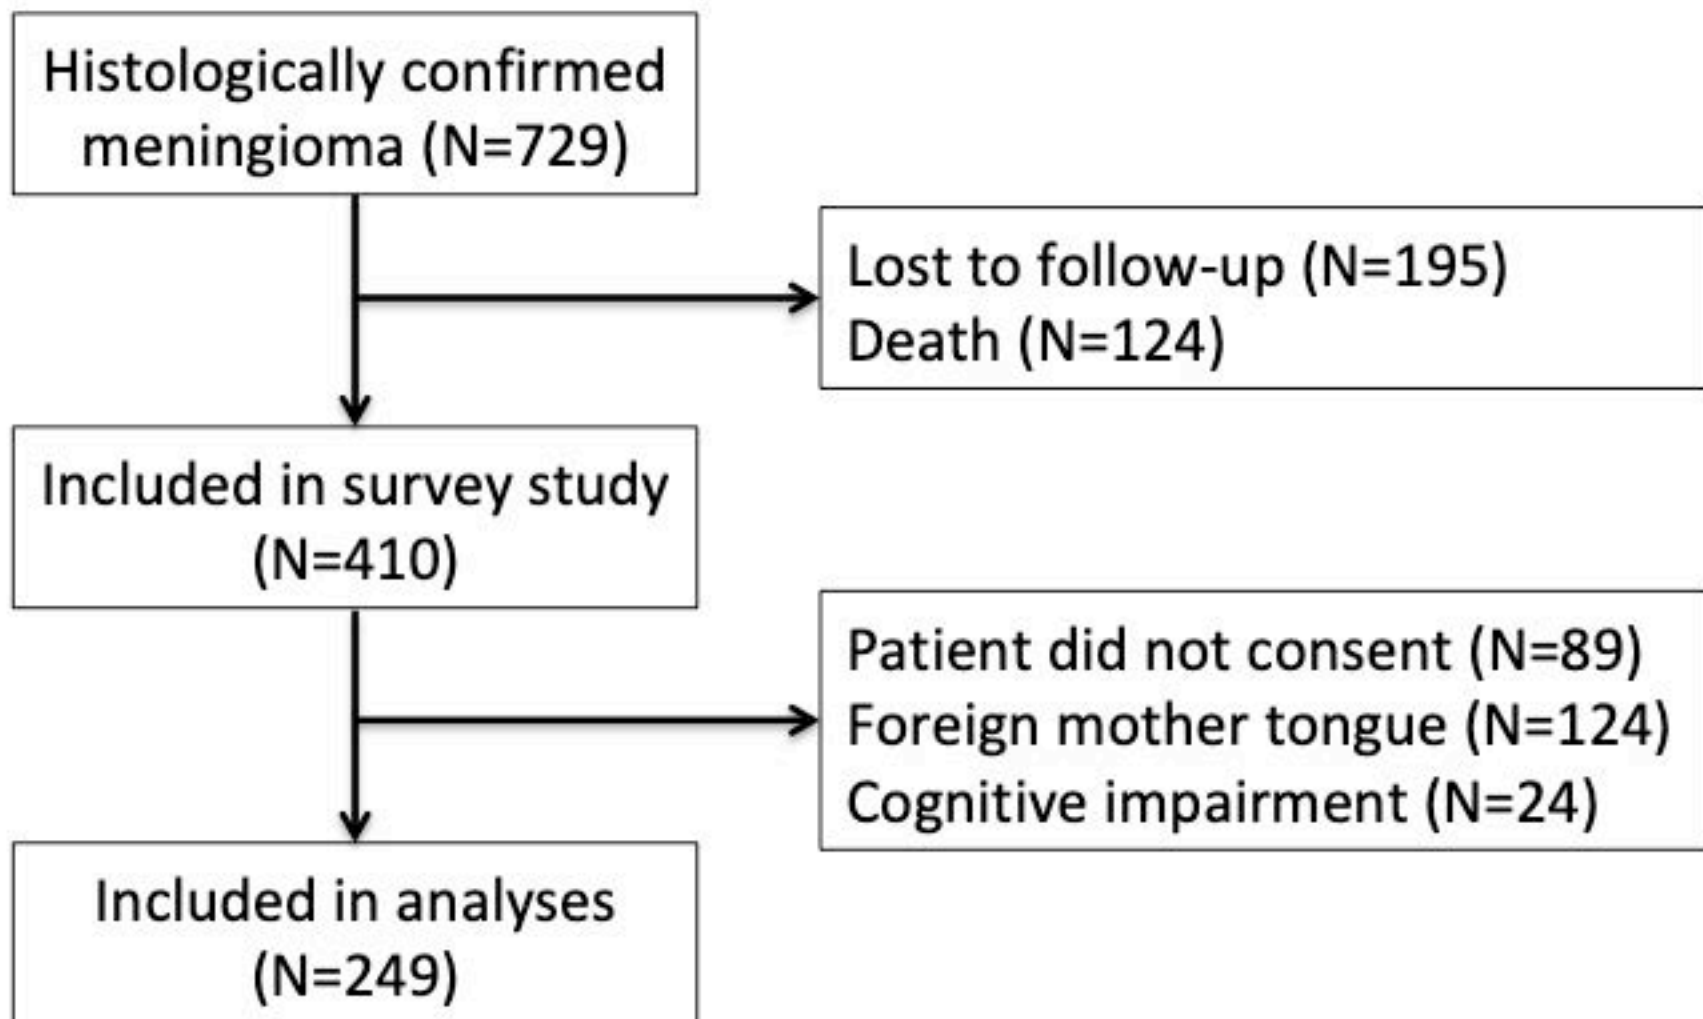 Histologically confirmed
meningioma (N=729)
Lost to follow-up (N=195)
Death (N=124)
Included in survey study
(N=410)
Patient did not consent (N=89)
Foreign mother tongue (N=124)
Cognitive impairment (N=24)
Included in analyses
(N=249)